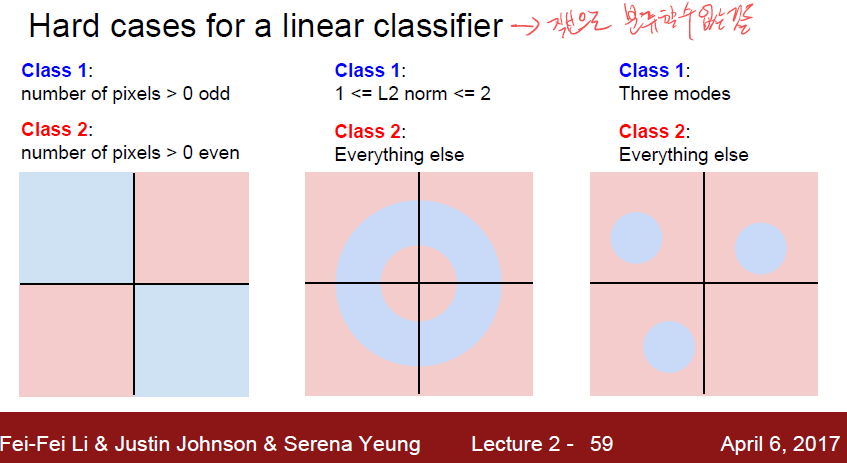 Hard cases for a linear classifier → 직선으로 분류할 수 없는 것들
Class 1:
number of pixels > 0 odd
Class 2:
number of pixels > 0 even
Class 1:
1 <= L2 norm <= 2
Class 2:
Everything else
Class 1:
Three modes
Class 2:
Everything else
Fei-Fei Li & Justin Johnson & Serena Yeung Lecture 2 - 59 April 6, 2017